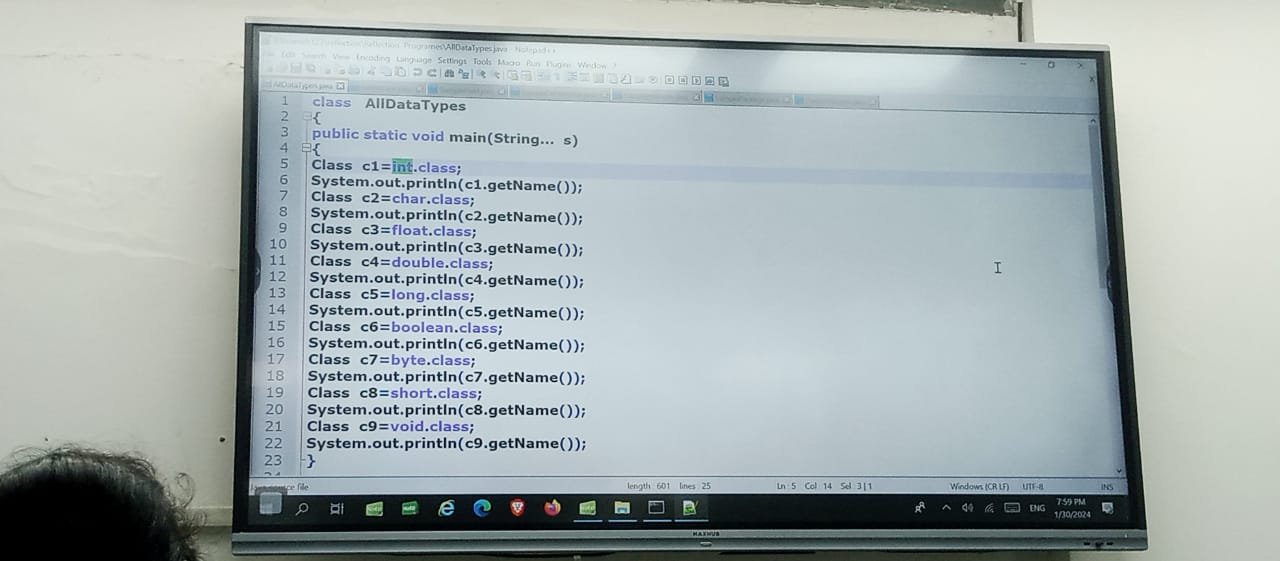 Reflection Programes\AllDataTypes.java - Notepad++
Edit Search View Encoding Language Settings Tools Macro Run Plugins Window ?
AllDataTypes.java
1 class AllDataTypes
2 {
3 public static void main(String... s)
4 {
5 Class c1=int.class;
6 System.out.println(c1.getName());
7 Class c2=char.class;
8 System.out.println(c2.getName());
9 Class c3=float.class;
10 System.out.println(c3.getName());
11 Class c4=double.class;
12 System.out.println(c4.getName());
13 Class c5=long.class;
14 System.out.println(c5.getName());
15 Class c6=boolean.class;
16 System.out.println(c6.getName());
17 Class c7=byte.class;
18 System.out.println(c7.getName());
19 Class c8=short.class;
20 System.out.println(c8.getName());
21 Class c9=void.class;
22 System.out.println(c9.getName());
23 }
Java source file length: 601 lines: 25 Ln: 5 Col 14 Sel 3 | 1 Windows (CR LF) UTF-8 INS
ENG 7:59 PM
1/30/2024
MAXHUB